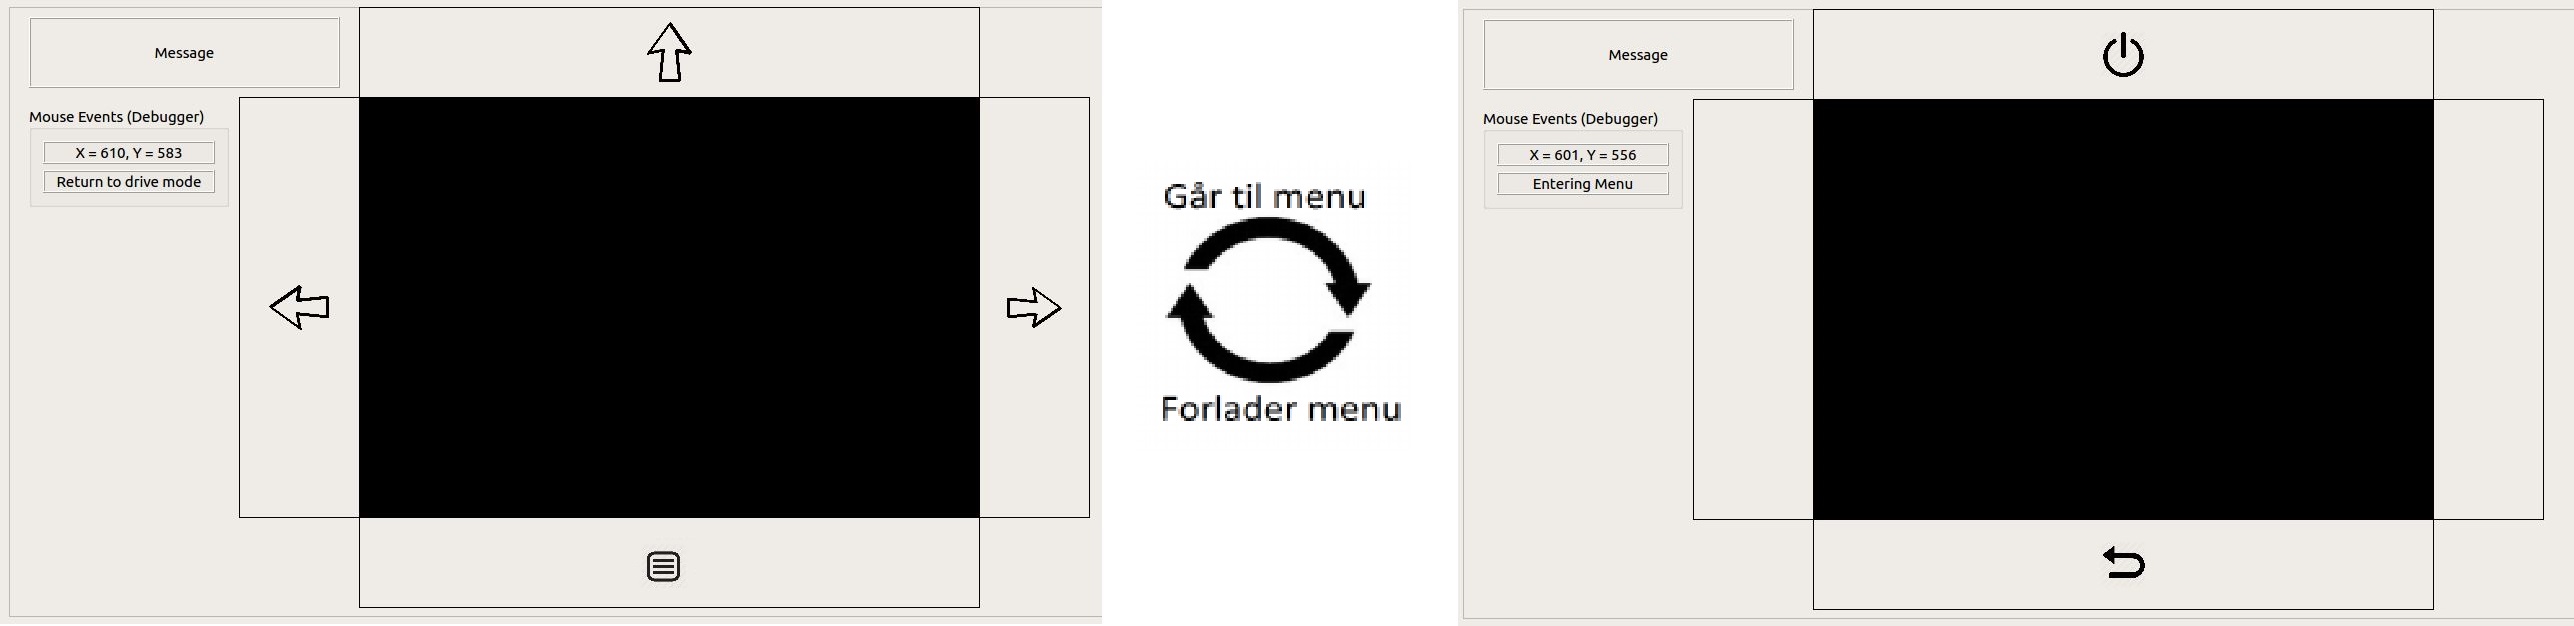 Message
Mouse Events (Debugger)
X = 610, Y = 583
Return to drive mode
Går til menu
Forlader menu
Message
Mouse Events (Debugger)
X = 601, Y = 556
Entering Menu